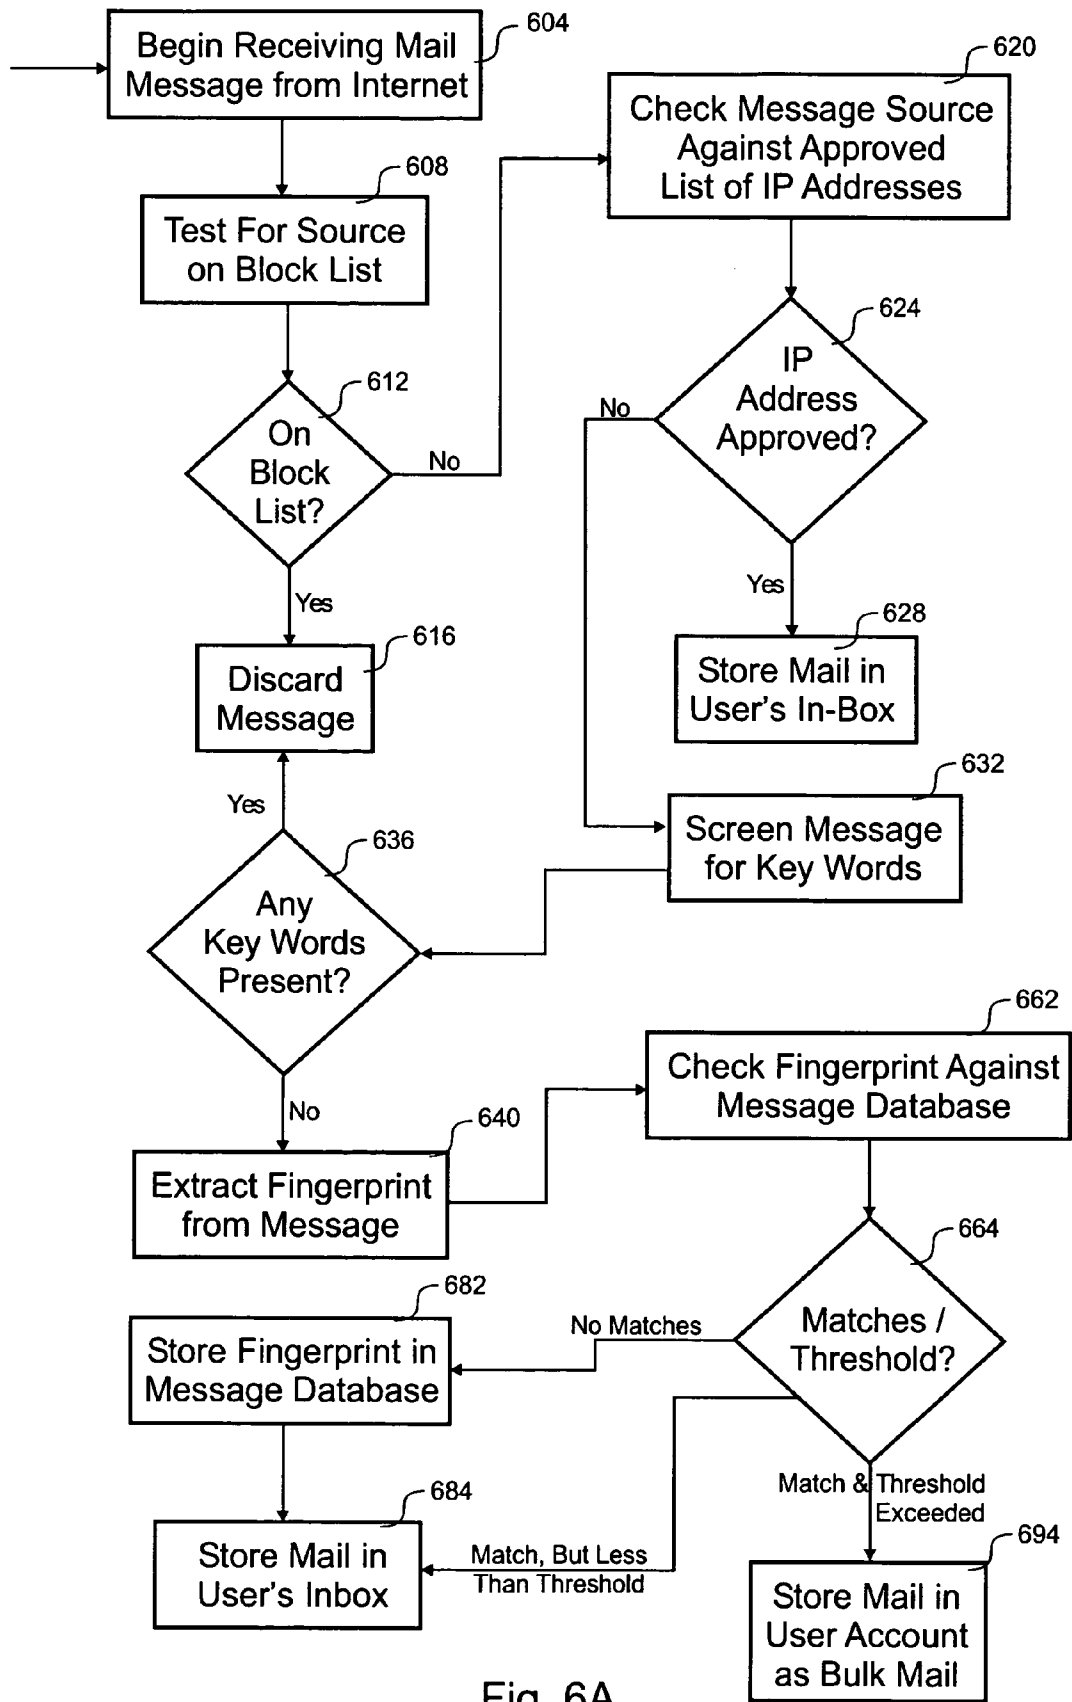 604
Begin Receiving Mail
Message from Internet
608
Test For Source
on Block List
612
On
Block
List?
No
Yes
616
Discard
Message
620
Check Message Source
Against Approved
List of IP Addresses
624
IP
Address
Approved?
No
Yes
628
Store Mail in
User's In-Box
632
Screen Message
for Key Words
636
Any
Key Words
Present?
Yes
No
640
Extract Fingerprint
from Message
662
Check Fingerprint Against
Message Database
664
Matches /
Threshold?
No Matches
682
Store Fingerprint in
Message Database
684
Store Mail in
User's Inbox
Match, But Less
Than Threshold
Match & Threshold
Exceeded
694
Store Mail in
User Account
as Bulk Mail
Fig. 6A